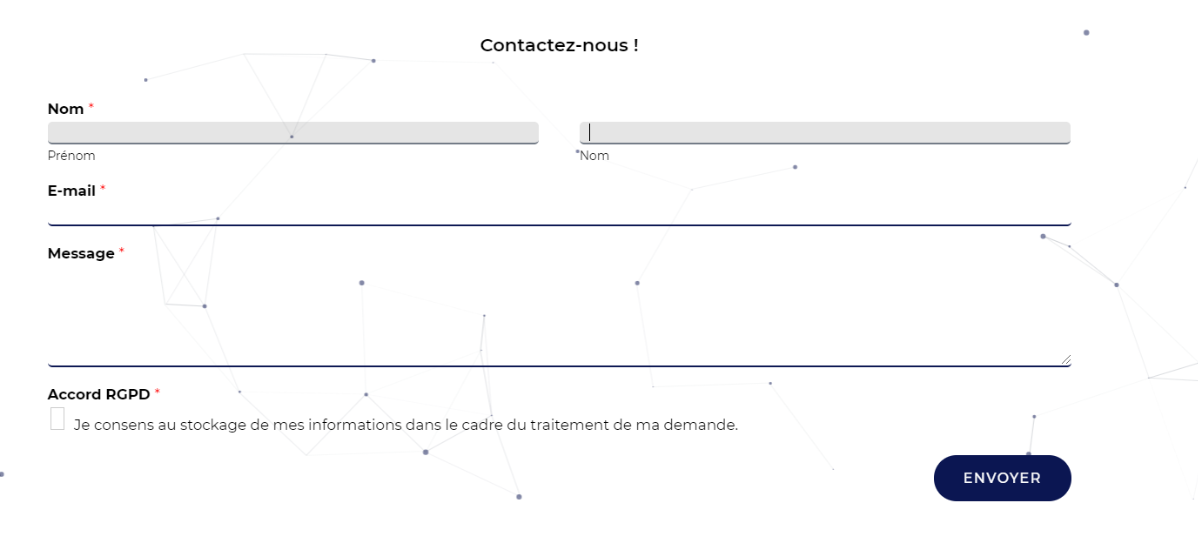 Contactez-nous !
Nom *
Prénom
Nom
E-mail *
Message *
Accord RGPD *
Je consens au stockage de mes informations dans le cadre du traitement de ma demande.
ENVOYER